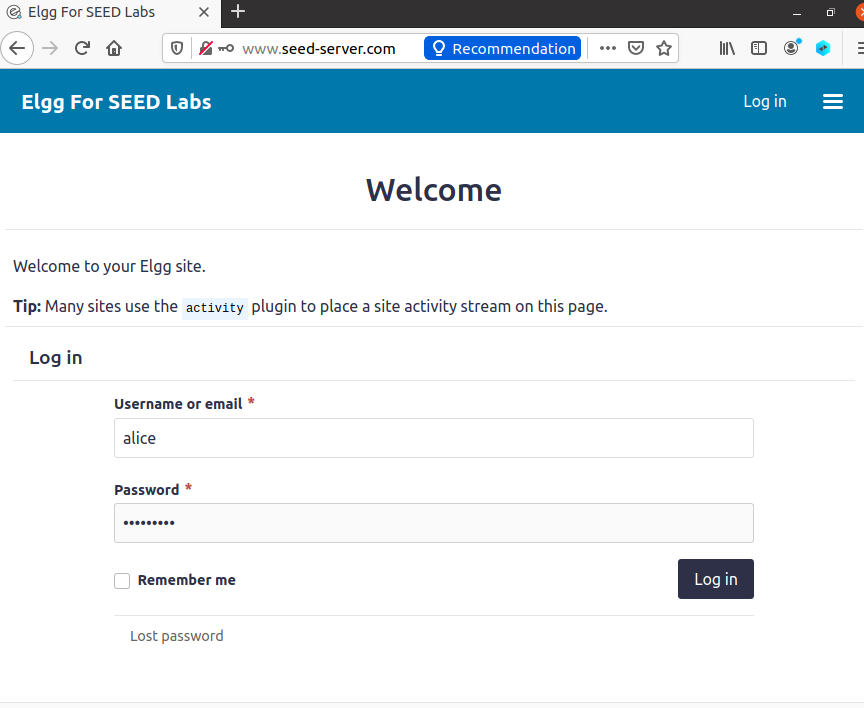 Elgg For SEED Labs
www.seed-server.com
Recommendation
Elgg For SEED Labs
Log in
Welcome
Welcome to your Elgg site.
Tip: Many sites use the activity plugin to place a site activity stream on this page.
Log in
Username or email *
alice
Password *
•••••••••
Remember me
Log in
Lost password